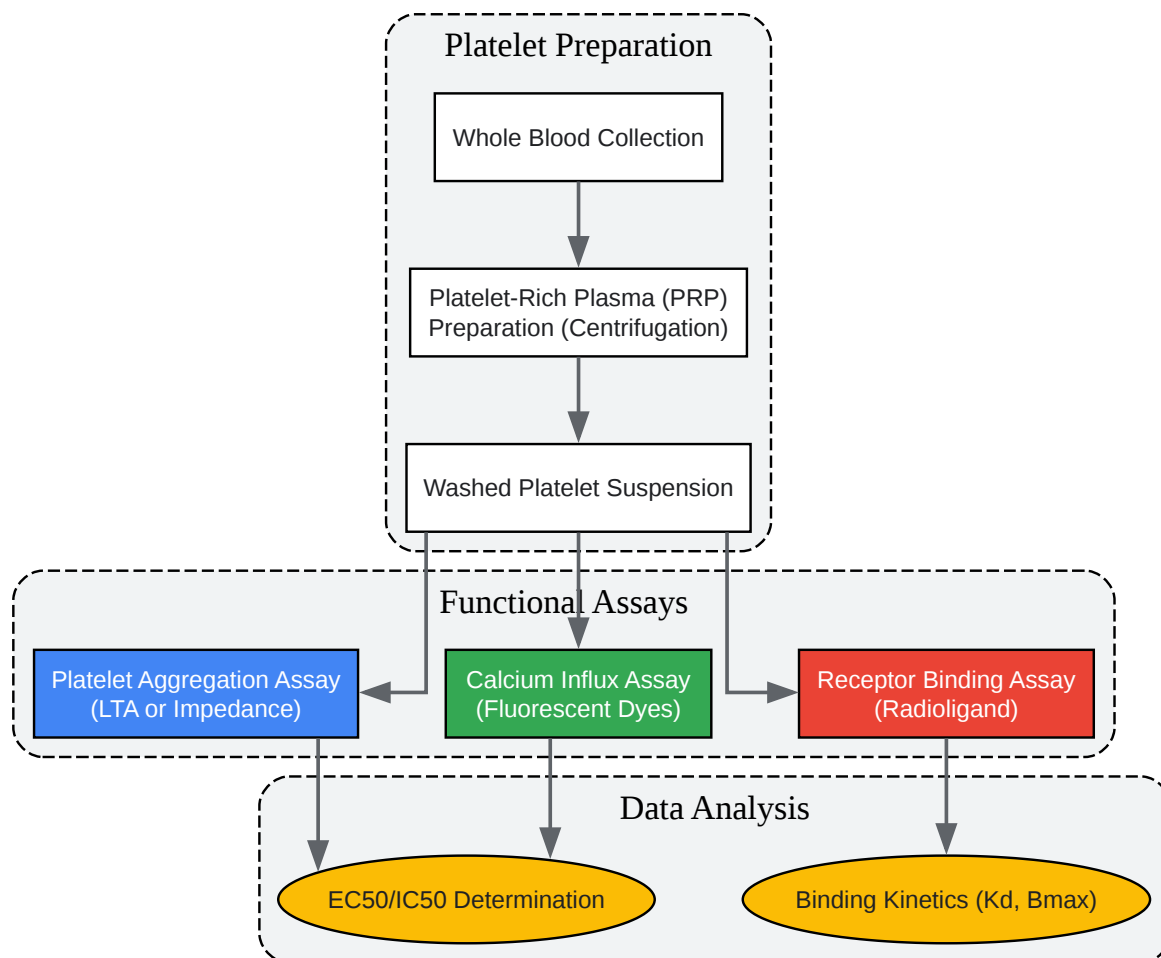 Platelet Preparation
Whole Blood Collection
Platelet-Rich Plasma (PRP)
Preparation (Centrifugation)
Washed Platelet Suspension
Functional Assays
Platelet Aggregation Assay
(LTA or Impedance)
Calcium Influx Assay
(Fluorescent Dyes)
Receptor Binding Assay
(Radioligand)
Data Analysis
EC50/IC50 Determination
Binding Kinetics (Kd, Bmax)